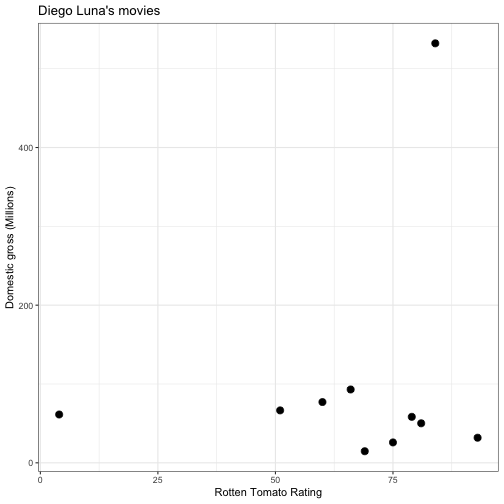 Diego Luna's movies
Domestic gross (Millions)
400
200
0
0
25
50
75
Rotten Tomato Rating